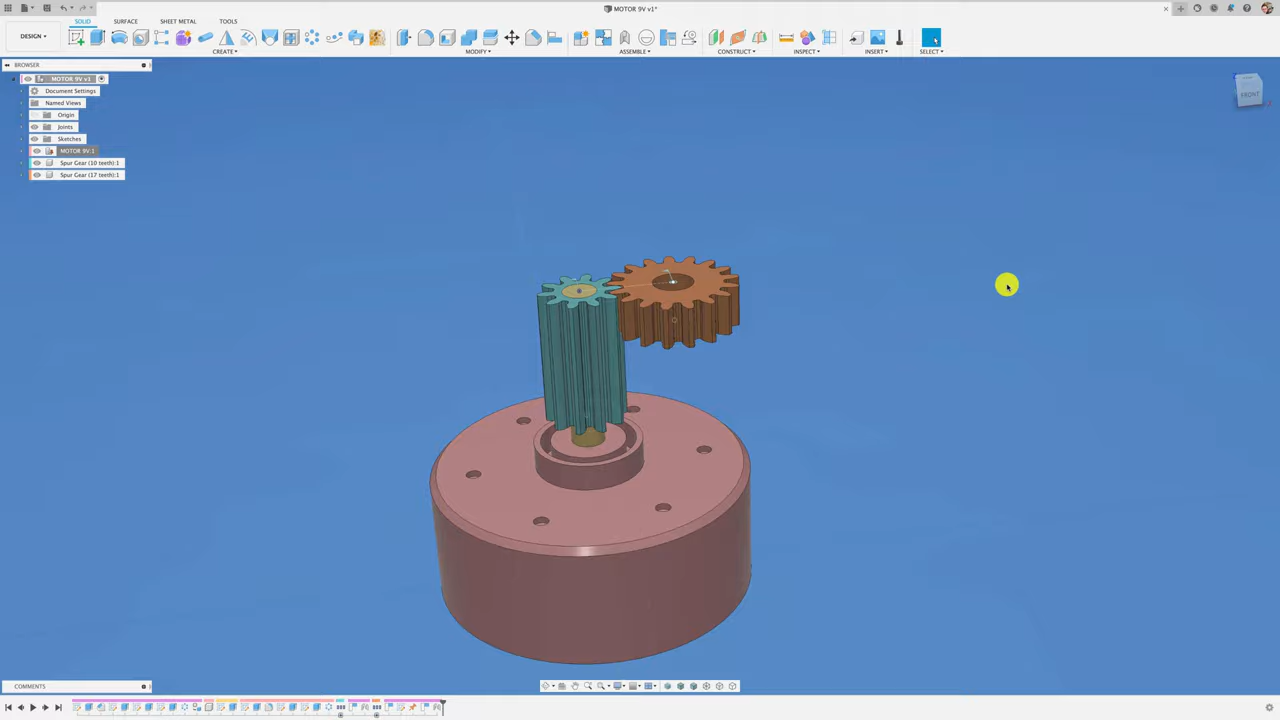 MOTOR 9V v1*
SOLID SURFACE SHEET METAL TOOLS
DESIGN
CREATE MODIFY ASSEMBLE CONSTRUCT INSPECT INSERT SELECT
BROWSER
MOTOR 9V v1
Document Settings
Named Views
Origin
Joints
Sketches
MOTOR 9V:1
Spur Gear (10 teeth):1
Spur Gear (17 teeth):1
FRONT
COMMENTS